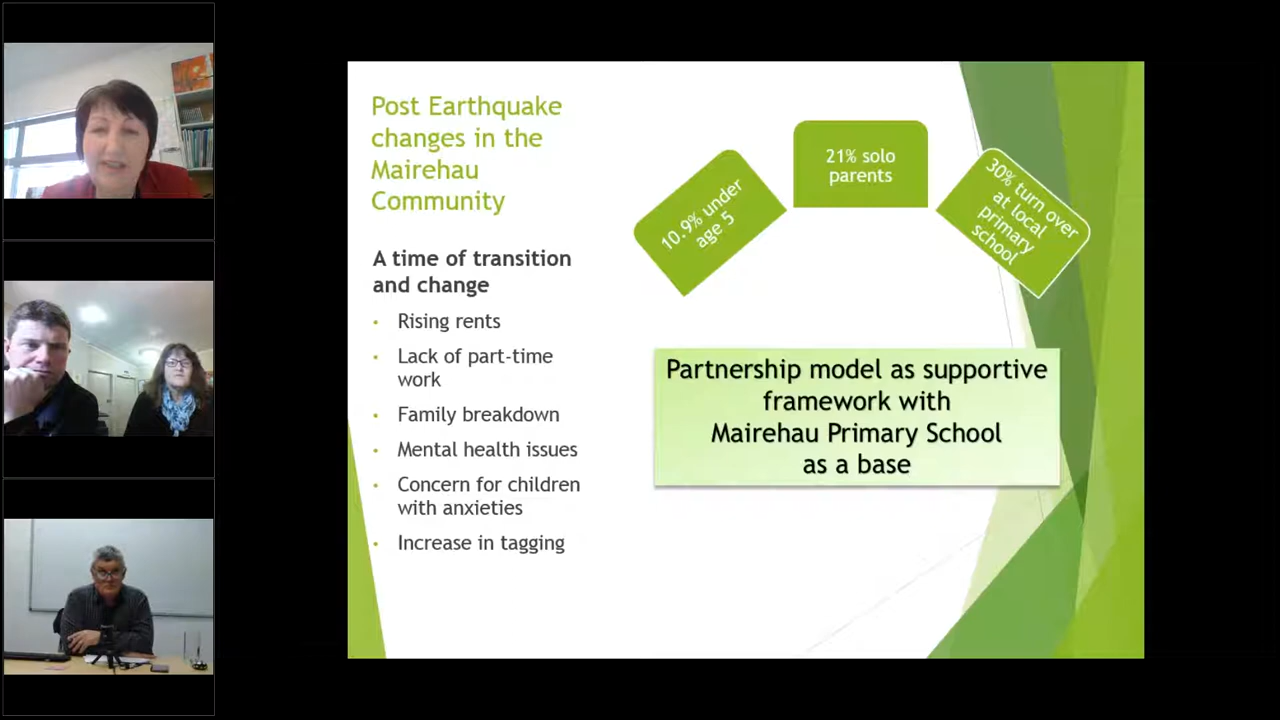 Post Earthquake
changes in the
Mairehau
Community
A time of transition
and change
Rising rents
Lack of part-time
work
Family breakdown
Mental health issues
Concern for children
with anxieties
Increase in tagging
10.9% under
age 5
21% solo
parents
30% turn over
at local
primary
school
Partnership model as supportive
framework with
Mairehau Primary School
as a base